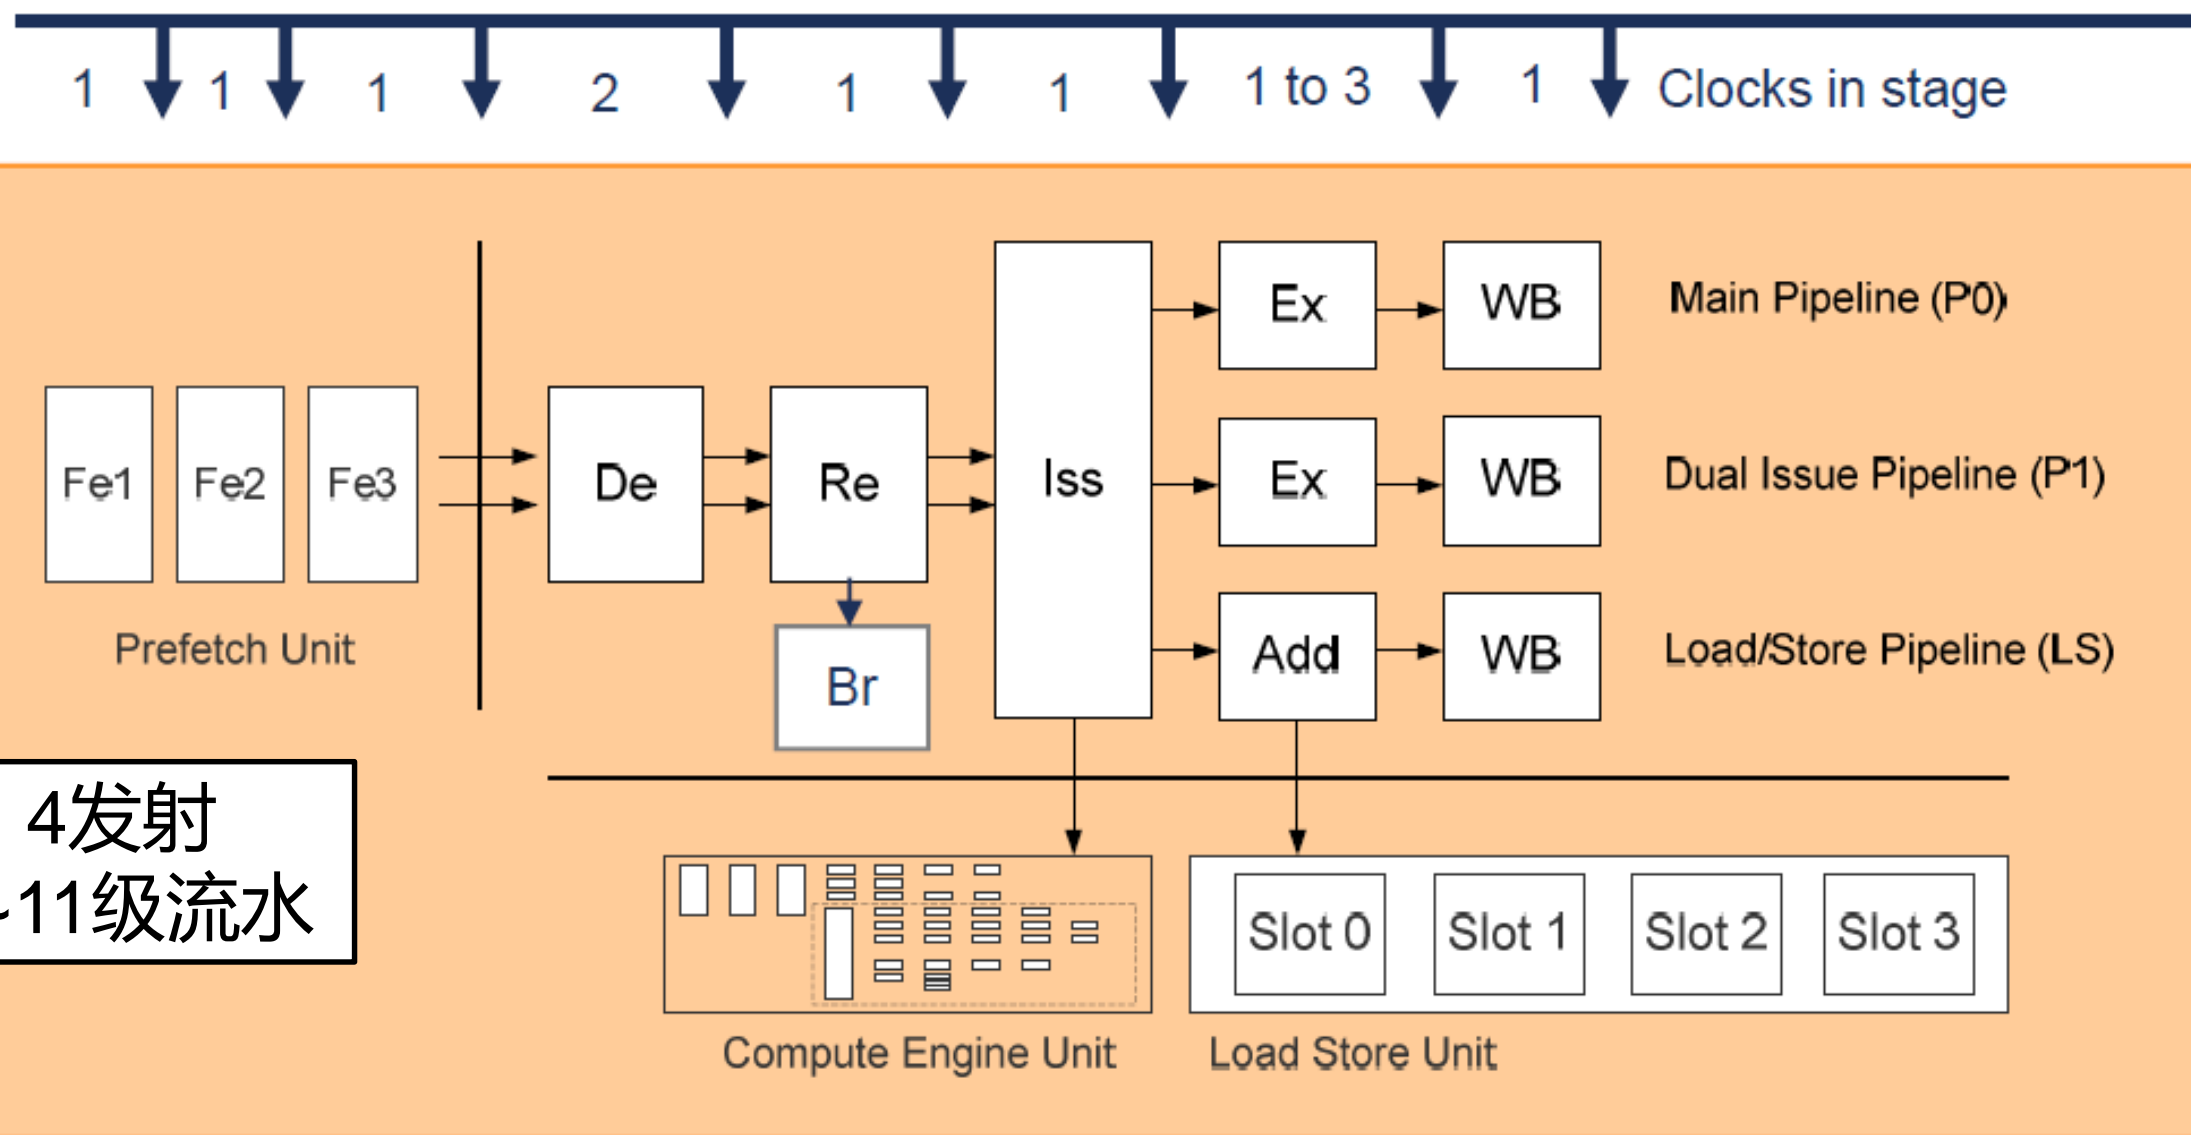 1 1 1 2 1 1 1 to 3 1 Clocks in stage
Ex WB Main Pipeline (P0)
Fe1 Fe2 Fe3 De Re Iss Ex WB Dual Issue Pipeline (P1)
Prefetch Unit Br Add WB Load/Store Pipeline (LS)
4发射
~11级流水
Slot 0 Slot 1 Slot 2 Slot 3
Compute Engine Unit Load Store Unit